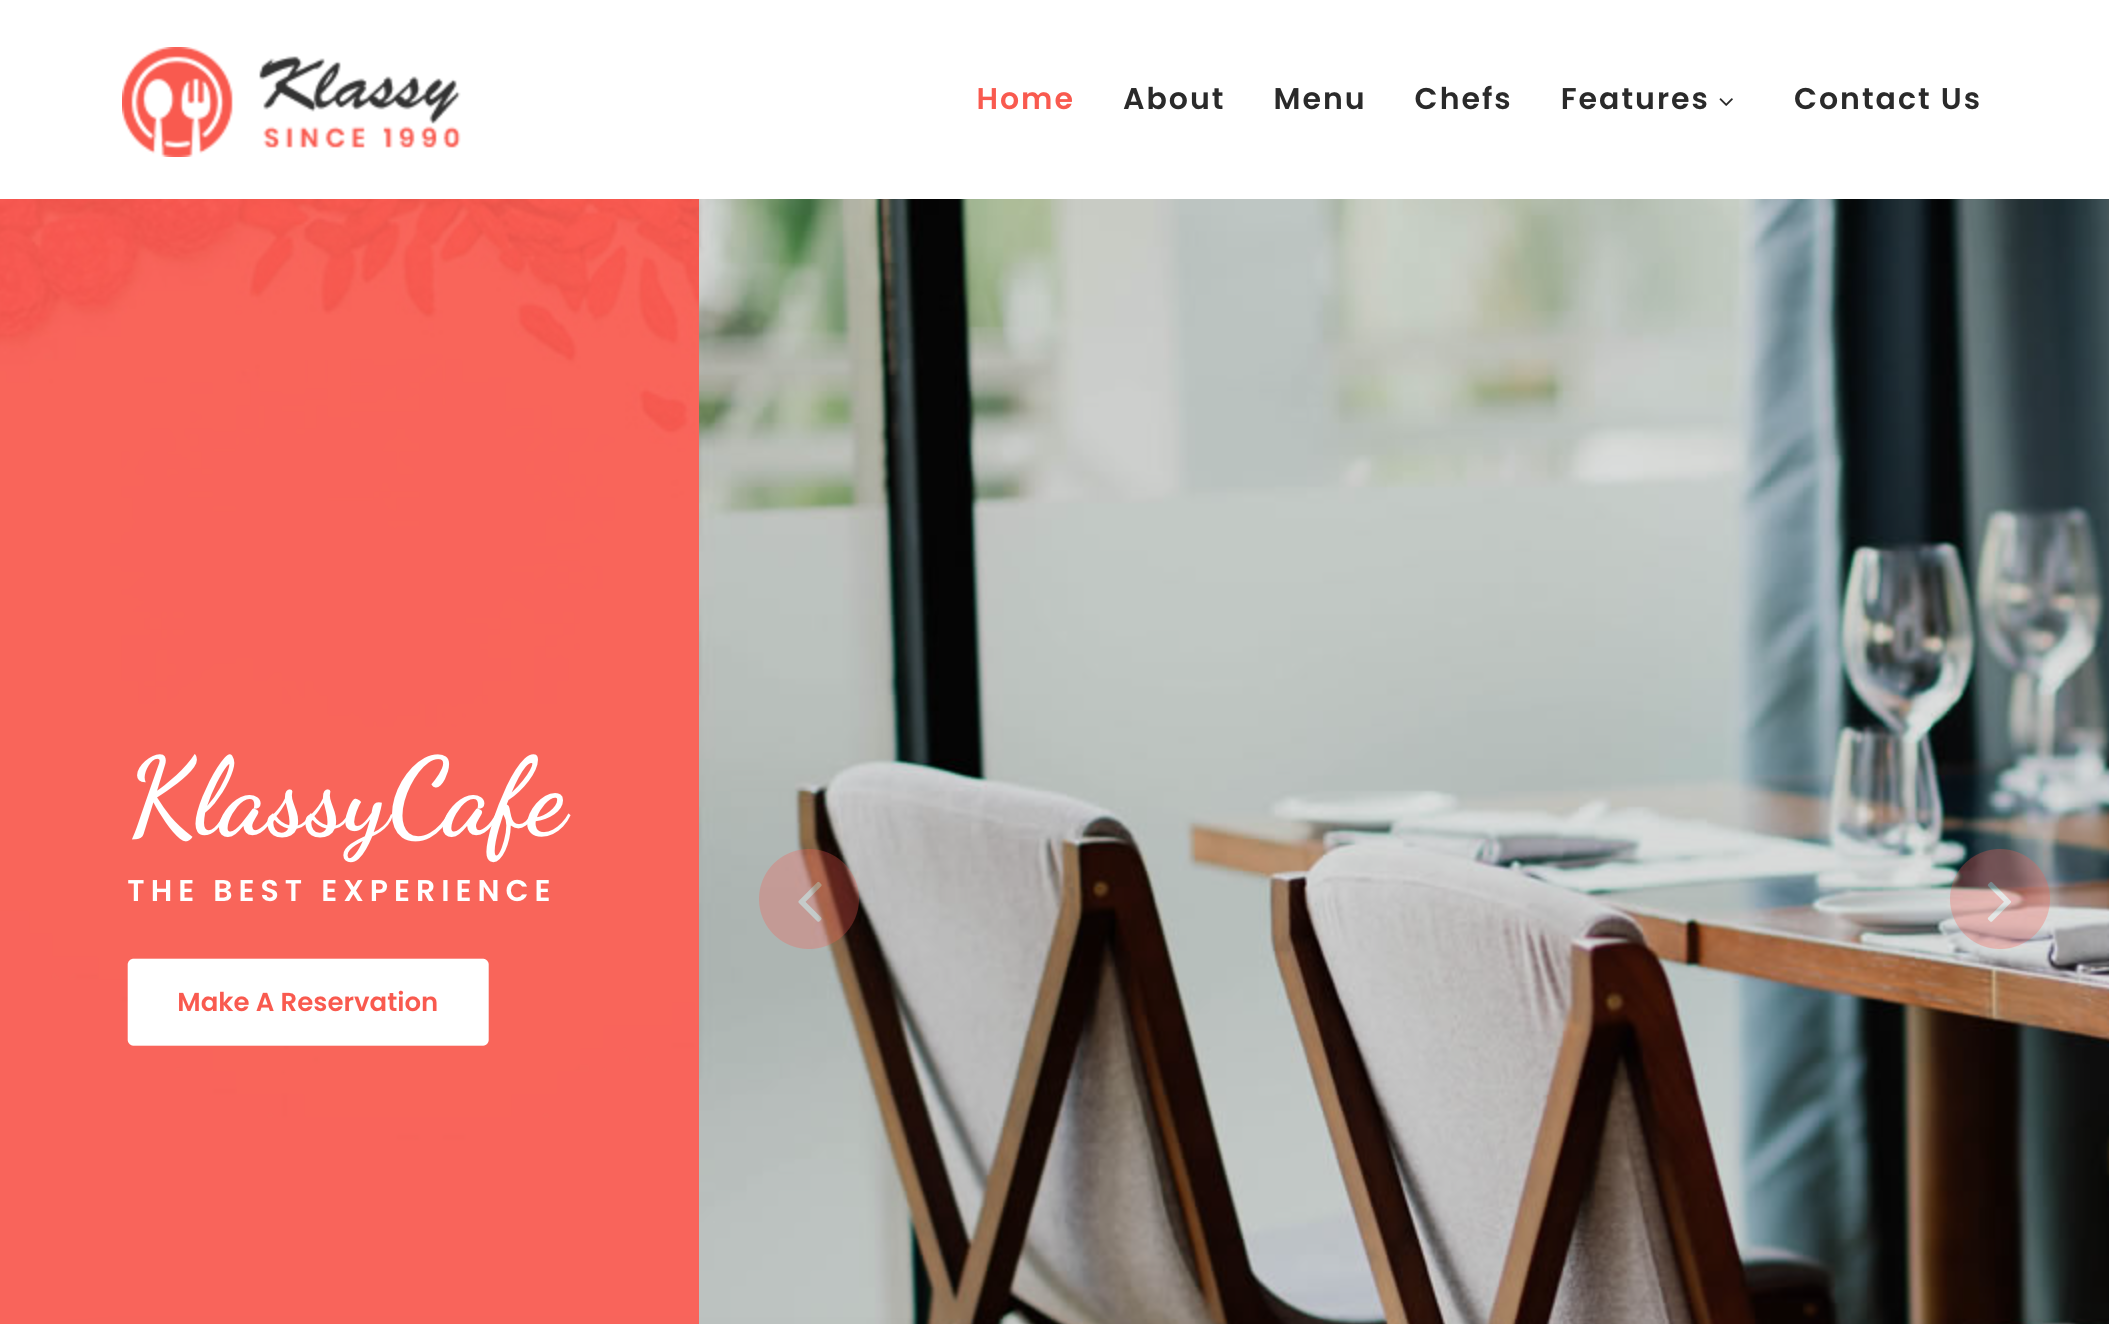 Klassy
SINCE 1990
Home About Menu Chefs Features Contact Us
KlassyCafe
THE BEST EXPERIENCE
Make A Reservation